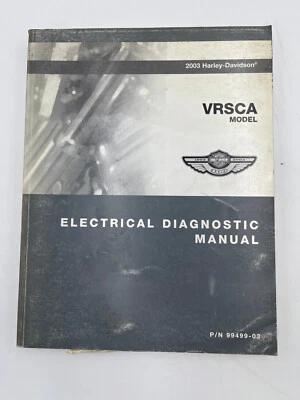 2003 Harley-Davidson®
VRSCA
MODEL
ELECTRICAL DIAGNOSTIC
MANUAL
P/N 99499-03